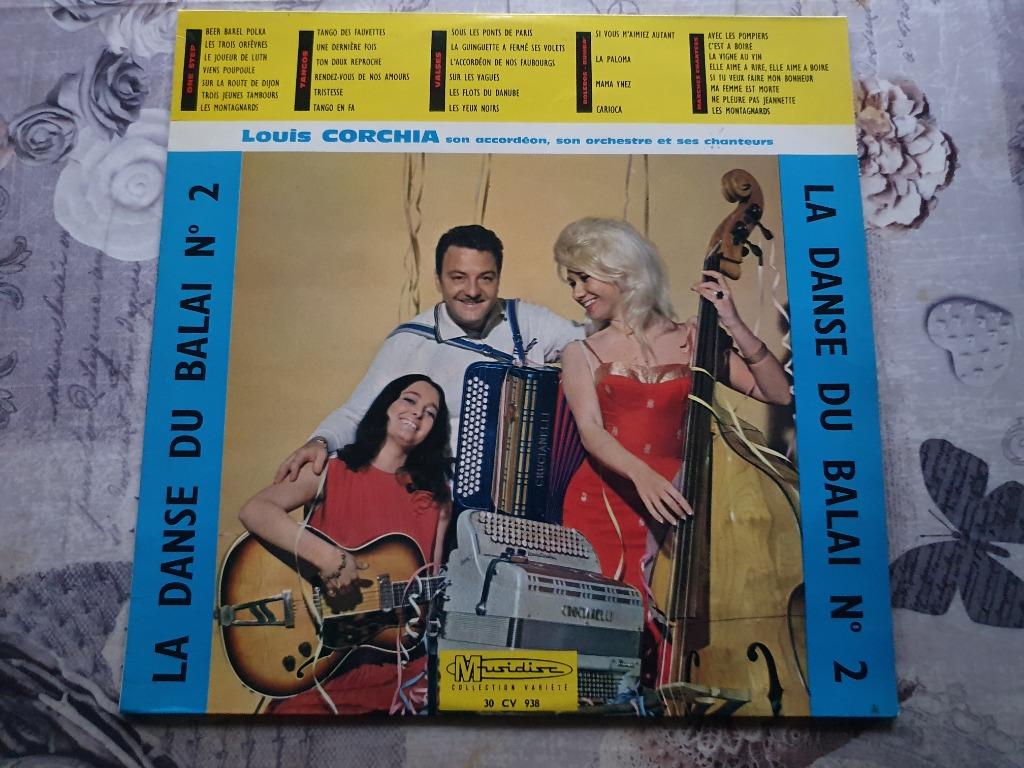 ONE STEP
BEER BAREL POLKA
LES TROIS ORFÈVRES
LE JOUEUR DE LUTH
VIENS POUPOULE
SUR LA ROUTE DE DIJON
TROIS JEUNES TAMBOURS
LES MONTAGNARDS
TANGOS
TANGO DES FAUVETTES
UNE DERNIÈRE FOIS
TON DOUX REPROCHE
RENDEZ-VOUS DE NOS AMOURS
TRISTESSE
TANGO EN FA
VALSES
SOUS LES PONTS DE PARIS
LA GUINGUETTE A FERMÉ SES VOLETS
L'ACCORDÉON DE NOS FAUBOURGS
SUR LES VAGUES
LES FLOTS DU DANUBE
LES YEUX NOIRS
BOLEROS - RUMBA
SI VOUS M'AIMIEZ AUTANT
LA PALOMA
MAMA YNEZ
CARIOCA
MARCHES CHANTEES
AVEC LES POMPIERS
C'EST A BOIRE
LA VIGNE AU VIN
ELLE AIME A RIRE, ELLE AIME A BOIRE
SI TU VEUX FAIRE MON BONHEUR
MA FEMME EST MORTE
NE PLEURE PAS JEANNETTE
LES MONTAGNARDS
Louis CORCHIA son accordéon, son orchestre et ses chanteurs
LA DANSE DU BALAI N° 2
LA DANSE DU BALAI N° 2
CRUCIANELLI
CRUCIANELLI
Musidisc
COLLECTION VARIÉTÉ
30 CV 938